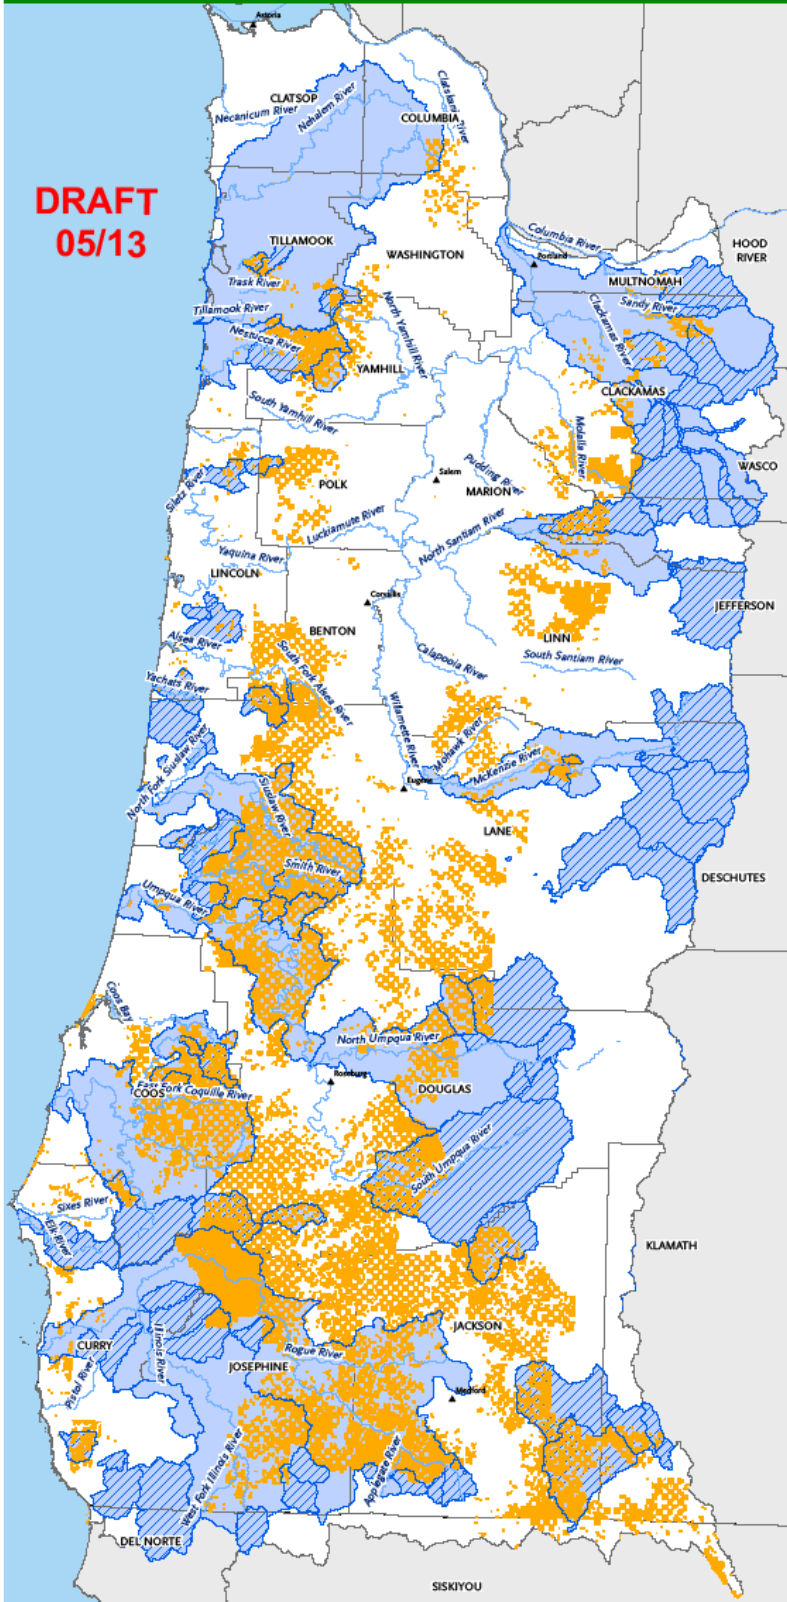 Astoria
CLATSOP
Necanicum River
Nehalem River
Clatskanie River
COLUMBIA
DRAFT
05/13
TILLAMOOK
WASHINGTON
Columbia River
Portland
HOOD
RIVER
MULTNOMAH
Trask River
Sandy River
Tillamook River
North Yamhill River
Clackamas River
Nestucca River
YAMHILL
CLACKAMAS
South Yamhill River
Molalla River
Pudding River
WASCO
Siletz River
POLK
Salem
MARION
Luckiamute River
North Santiam River
Yaquina River
LINCOLN
Corvallis
JEFFERSON
BENTON
LINN
Alsea River
South Fork Alsea River
Calapooia River
South Santiam River
Yachats River
Willamette River
Mohawk River
North Fork Siuslaw River
McKenzie River
Eugene
Siuslaw River
LANE
Smith River
DESCHUTES
Umpqua River
Coos Bay
North Umpqua River
Roseburg
DOUGLAS
East Fork Coquille River
COOS
South Umpqua River
Sixes River
Elk River
KLAMATH
JACKSON
CURRY
Illinois River
Rogue River
JOSEPHINE
Pistol River
Medford
West Fork Illinois River
Applegate River
DEL NORTE
SISKIYOU